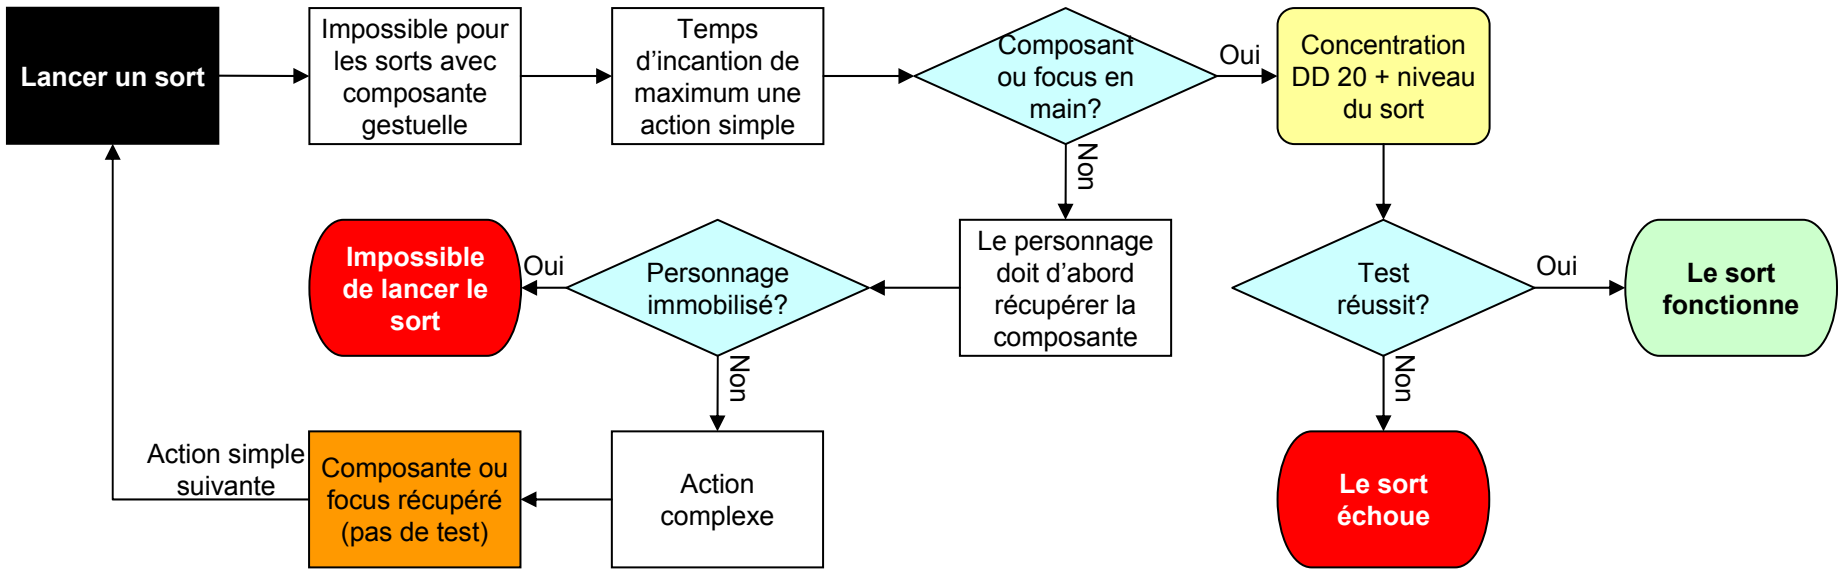 Lancer un sort
Impossible pour
les sorts avec
composante
gestuelle
Temps
d’incantion de
maximum une
action simple
Composant
ou focus en
main?
Oui
Concentration
DD 20 + niveau
du sort
Non
Impossible
de lancer le
sort
Oui
Personnage
immobilisé?
Le personnage
doit d’abord
récupérer la
composante
Test
réussit?
Oui
Le sort
fonctionne
Non
Non
Action simple
suivante
Composante ou
focus récupéré
(pas de test)
Action
complexe
Le sort
échoue